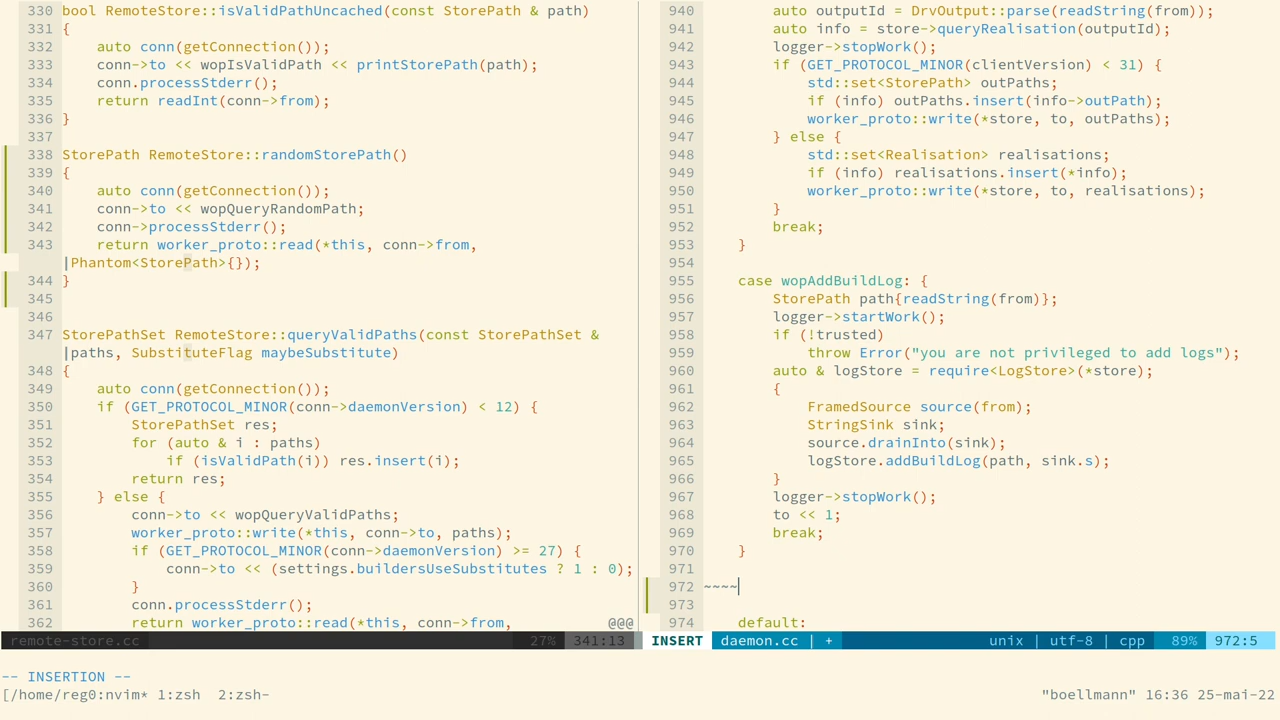 330 bool RemoteStore::isValidPathUncached(const StorePath & path)
331 {
332     auto conn(getConnection());
333     conn->to << wopIsValidPath << printStorePath(path);
334     conn.processStderr();
335     return readInt(conn->from);
336 }
337
338 StorePath RemoteStore::randomStorePath()
339 {
340     auto conn(getConnection());
341     conn->to << wopQueryRandomPath;
342     conn->processStderr();
343     return worker_proto::read(*this, conn->from,
|Phantom<StorePath>{});
344 }
345
346
347 StorePathSet RemoteStore::queryValidPaths(const StorePathSet &
|paths, SubstituteFlag maybeSubstitute)
348 {
349     auto conn(getConnection());
350     if (GET_PROTOCOL_MINOR(conn->daemonVersion) < 12) {
351         StorePathSet res;
352         for (auto & i : paths)
353             if (isValidPath(i)) res.insert(i);
354         return res;
355     } else {
356         conn->to << wopQueryValidPaths;
357         worker_proto::write(*this, conn->to, paths);
358         if (GET_PROTOCOL_MINOR(conn->daemonVersion) >= 27) {
359             conn->to << (settings.buildersUseSubstitutes ? 1 : 0);
360         }
361         conn.processStderr();
362         return worker_proto::read(*this, conn->from, @@@
remote-store.cc 27% 341:13
940         auto outputId = DrvOutput::parse(readString(from));
941         auto info = store->queryRealisation(outputId);
942         logger->stopWork();
943         if (GET_PROTOCOL_MINOR(clientVersion) < 31) {
944             std::set<StorePath> outPaths;
945             if (info) outPaths.insert(info->outPath);
946             worker_proto::write(*store, to, outPaths);
947         } else {
948             std::set<Realisation> realisations;
949             if (info) realisations.insert(*info);
950             worker_proto::write(*store, to, realisations);
951         }
952         break;
953     }
954
955     case wopAddBuildLog: {
956         StorePath path{readString(from)};
957         logger->startWork();
958         if (!trusted)
959             throw Error("you are not privileged to add logs");
960         auto & logStore = require<LogStore>(*store);
961         {
962             FramedSource source(from);
963             StringSink sink;
964             source.drainInto(sink);
965             logStore.addBuildLog(path, sink.s);
966         }
967         logger->stopWork();
968         to << 1;
969         break;
970     }
971
972 ~~~~
973
974     default:
INSERT daemon.cc | + unix | utf-8 | cpp 89% 972:5
-- INSERTION --
[/home/reg0:nvim* 1:zsh  2:zsh- "boellmann" 16:36 25-mai-22